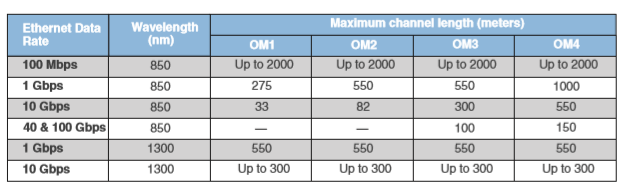 Ethernet Data Rate Wavelength (nm) Maximum channel length (meters)
OM1 OM2 OM3 OM4
100 Mbps 850 Up to 2000 Up to 2000 Up to 2000 Up to 2000
1 Gbps 850 275 550 550 1000
10 Gbps 850 33 82 300 550
40 & 100 Gbps 850 — — 100 150
1 Gbps 1300 550 550 550 550
10 Gbps 1300 Up to 300 Up to 300 Up to 300 Up to 300